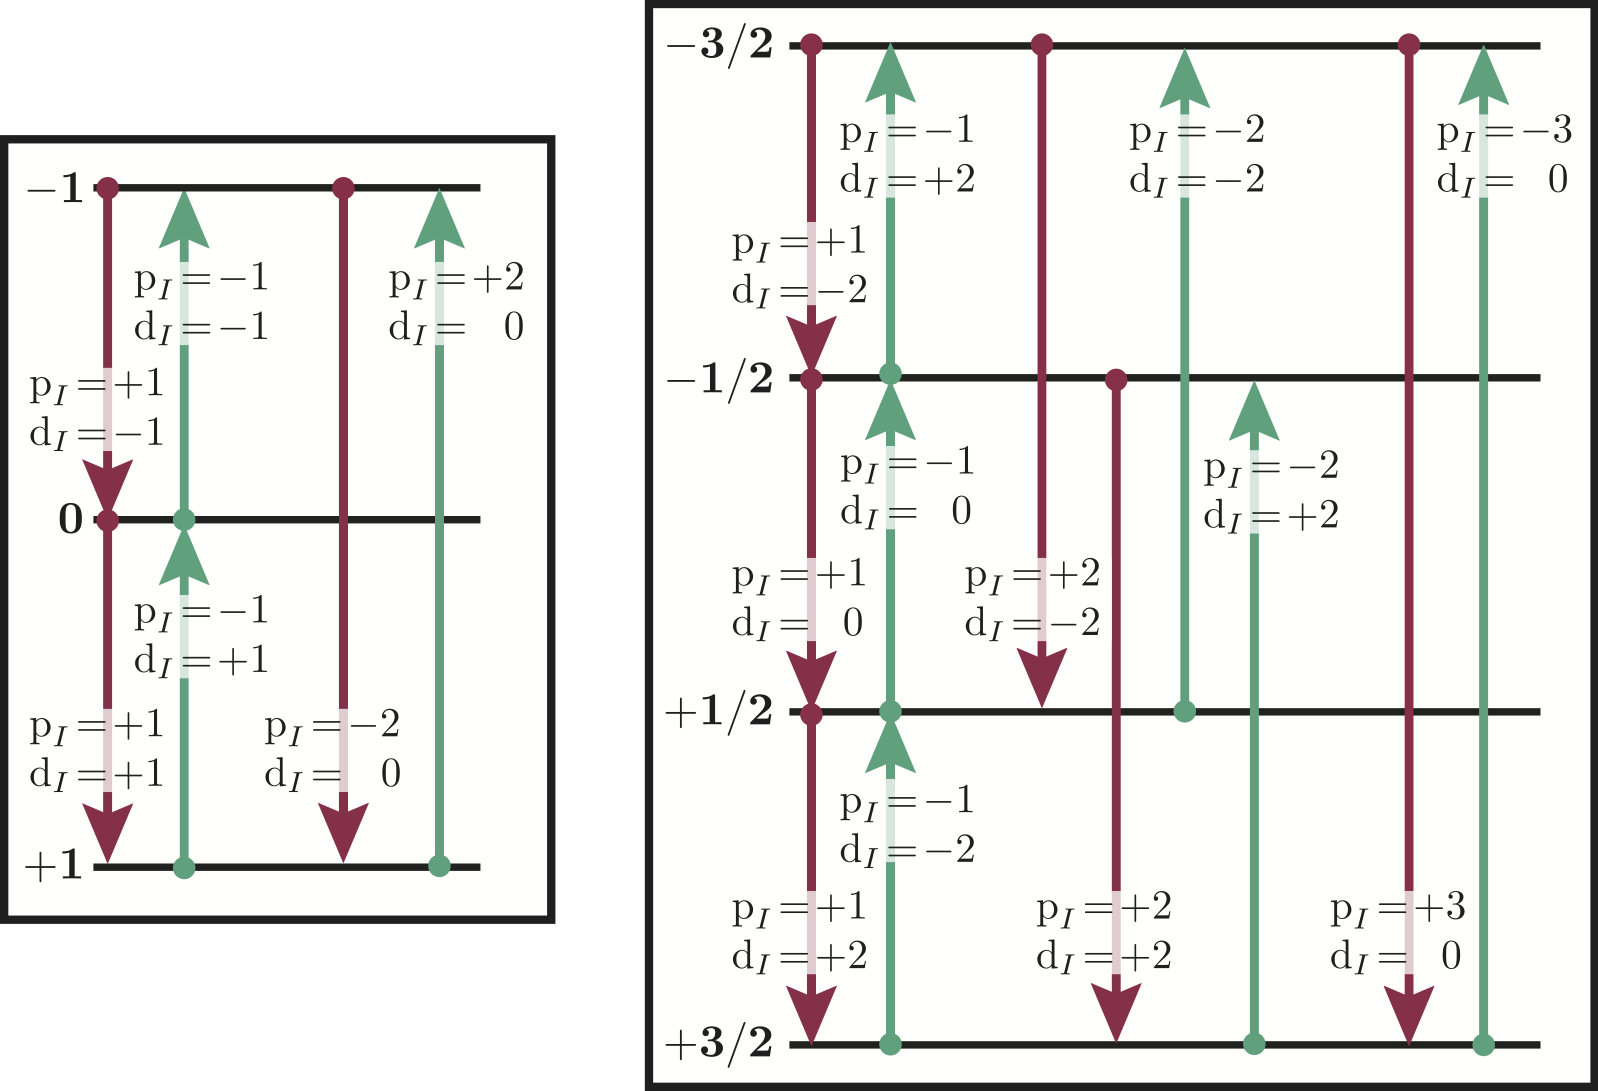 −1
p_I = −1
d_I = −1
p_I = +2
d_I = 0
p_I = +1
d_I = −1
0
p_I = −1
d_I = +1
p_I = +1
d_I = +1
p_I = −2
d_I = 0
+1
−3/2
p_I = −1
d_I = +2
p_I = −2
d_I = −2
p_I = −3
d_I = 0
p_I = +1
d_I = −2
−1/2
p_I = −1
d_I = 0
p_I = −2
d_I = +2
p_I = +1
d_I = 0
p_I = +2
d_I = −2
+1/2
p_I = −1
d_I = −2
p_I = +1
d_I = +2
p_I = +2
d_I = +2
p_I = +3
d_I = 0
+3/2